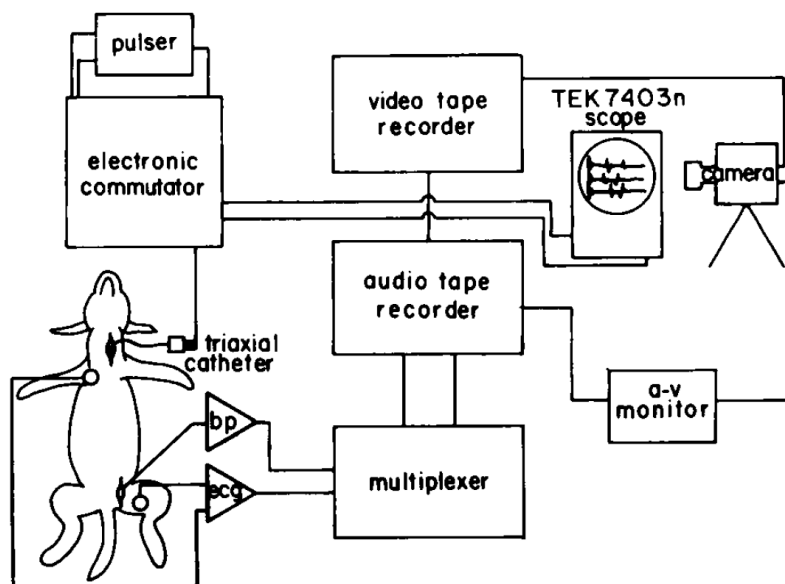 pulser
video tape
recorder
TEK7403n
scope
electronic
commutator
camera
audio tape
recorder
triaxial
catheter
a-v
monitor
bp
multiplexer
ecg